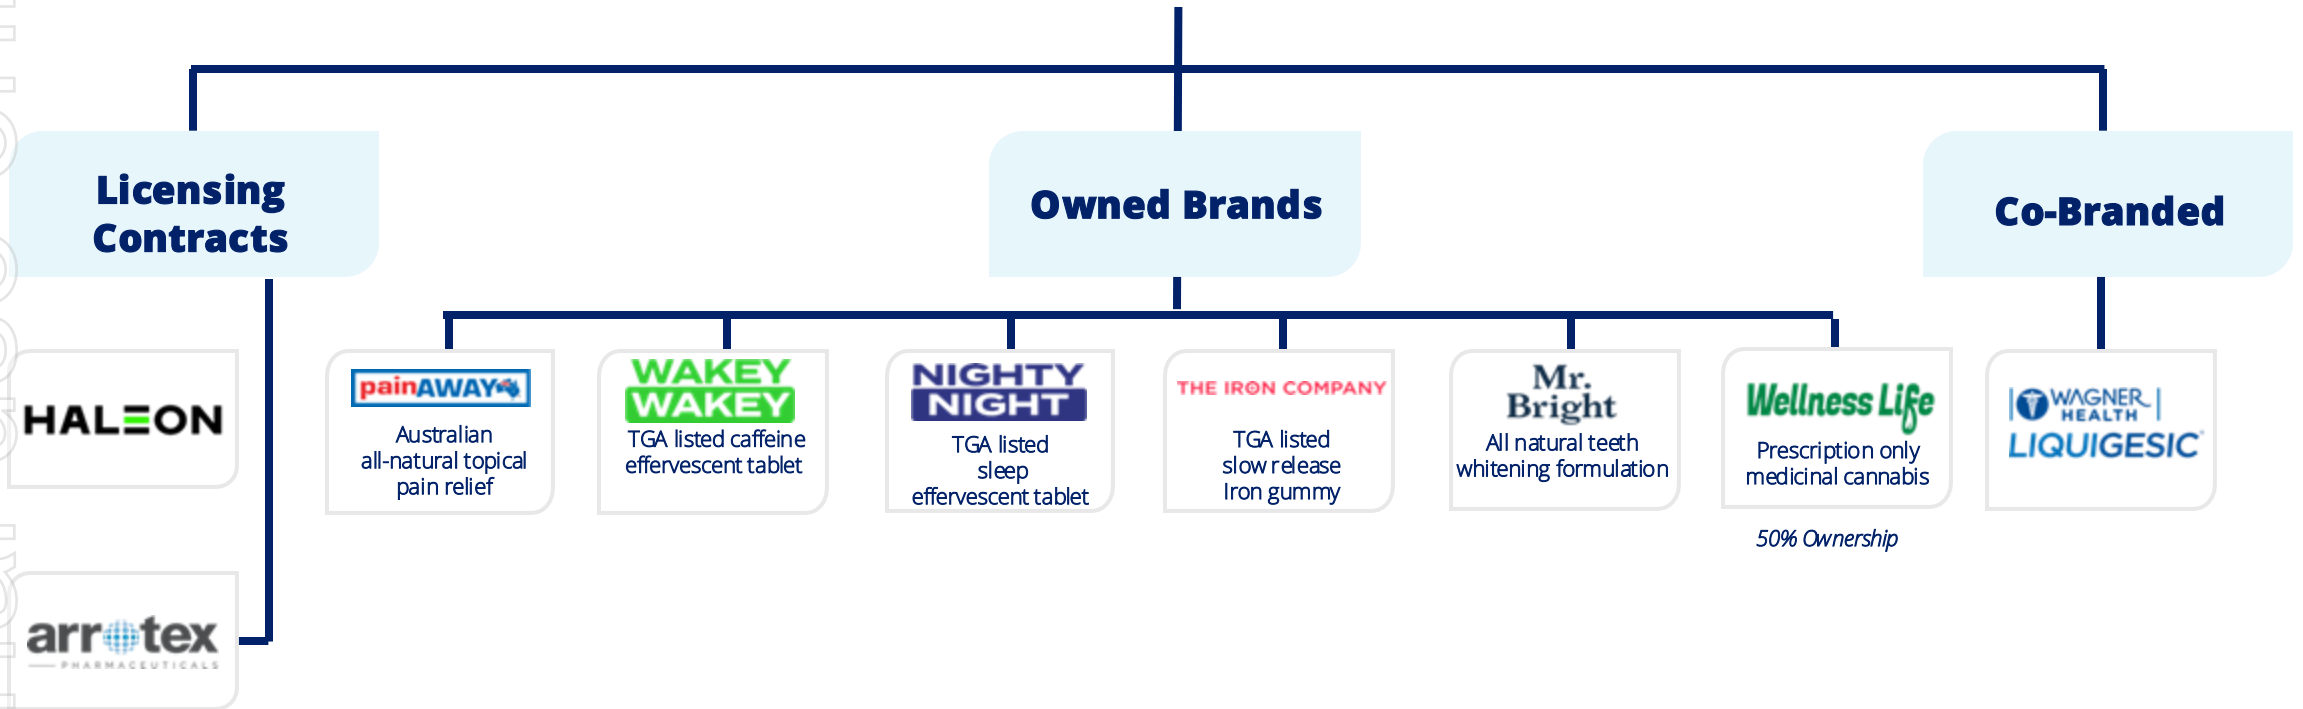 Licensing
Contracts
Owned Brands
Co-Branded
HALEON
arrotex
PHARMACEUTICALS
painAWAY
Australian
all-natural topical
pain relief
WAKEY
WAKEY
TGA listed caffeine
effervescent tablet
NIGHTY
NIGHT
TGA listed
sleep
effervescent tablet
THE IRON COMPANY
TGA listed
slow release
Iron gummy
Mr.
Bright
All natural teeth
whitening formulation
Wellness Life
Prescription only
medicinal cannabis
50% Ownership
WAGNER
HEALTH
LIQUIGESIC